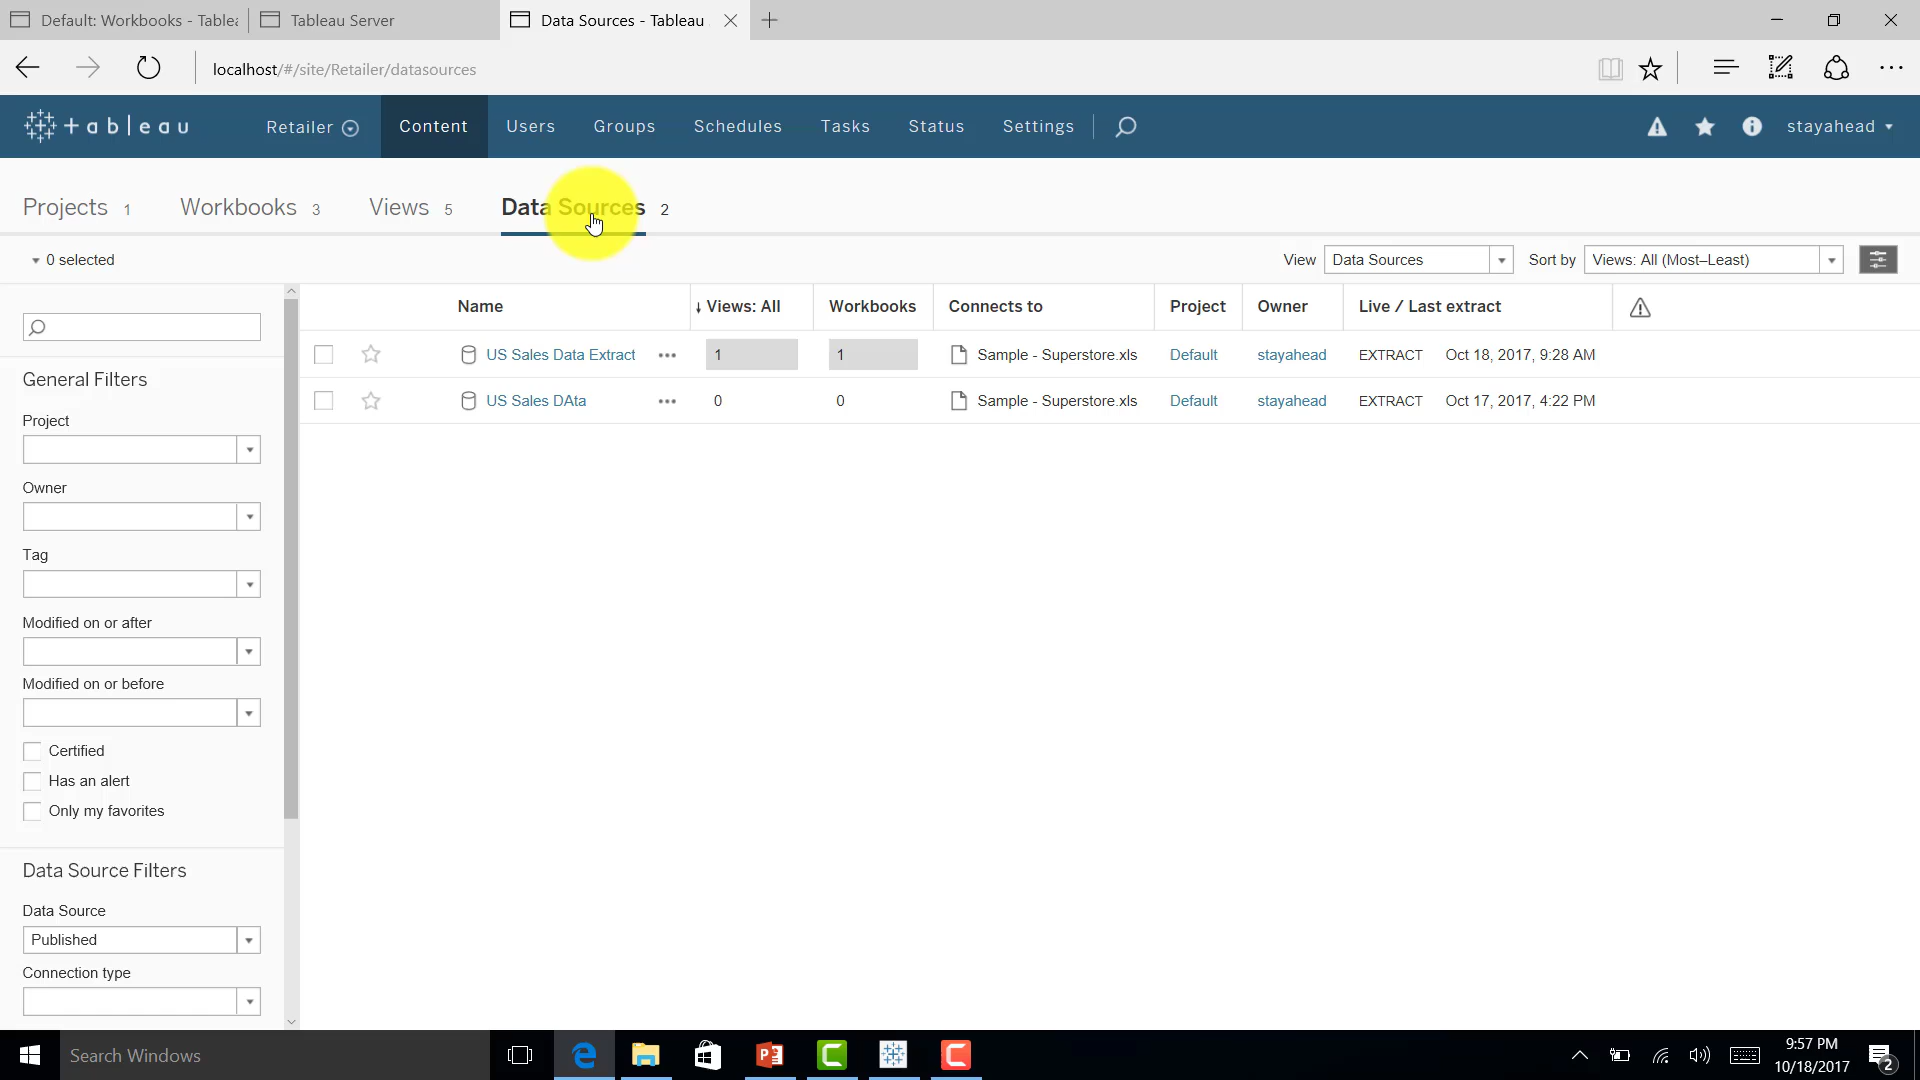 Default: Workbooks - Tablea
Tableau Server
Data Sources - Tableau
localhost/#/site/Retailer/datasources
+ a b l e a u
Retailer
Content
Users
Groups
Schedules
Tasks
Status
Settings
stayahead
Projects 1
Workbooks 3
Views 5
Data Sources 2
0 selected
View
Data Sources
Sort by
Views: All (Most–Least)
Name
Views: All
Workbooks
Connects to
Project
Owner
Live / Last extract
US Sales Data Extract ••• 1 1 Sample - Superstore.xls Default stayahead EXTRACT Oct 18, 2017, 9:28 AM
US Sales DAta ••• 0 0 Sample - Superstore.xls Default stayahead EXTRACT Oct 17, 2017, 4:22 PM
General Filters
Project
Owner
Tag
Modified on or after
Modified on or before
Certified
Has an alert
Only my favorites
Data Source Filters
Data Source
Published
Connection type
Search Windows
9:57 PM
10/18/2017
2